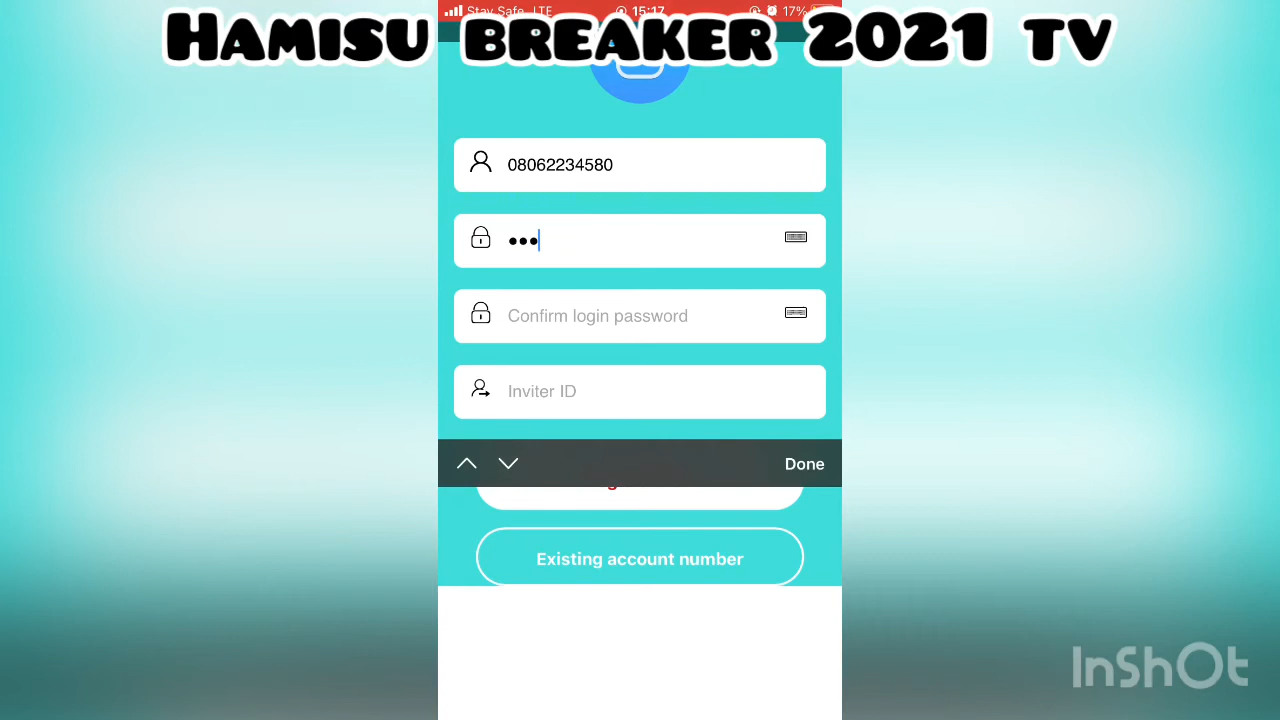 Stay Safe LTE 15:17 17%
HAMISU BREAKER 2021 TV
08062234580
•••
Confirm login password
Inviter ID
Done
Existing account number
InShOt